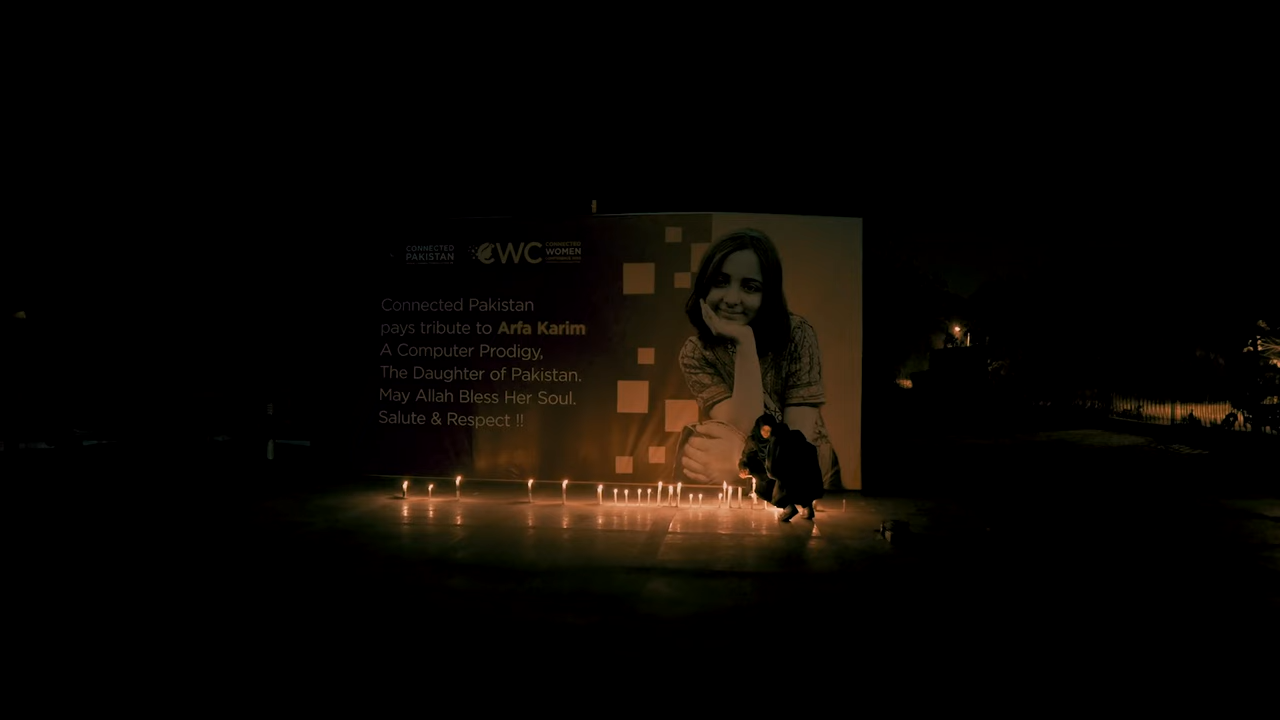 CONNECTED
PAKISTAN
CWC
CONNECTED
WOMEN
Connected Pakistan
pays tribute to Arfa Karim
A Computer Prodigy,
The Daughter of Pakistan.
May Allah Bless Her Soul.
Salute & Respect !!